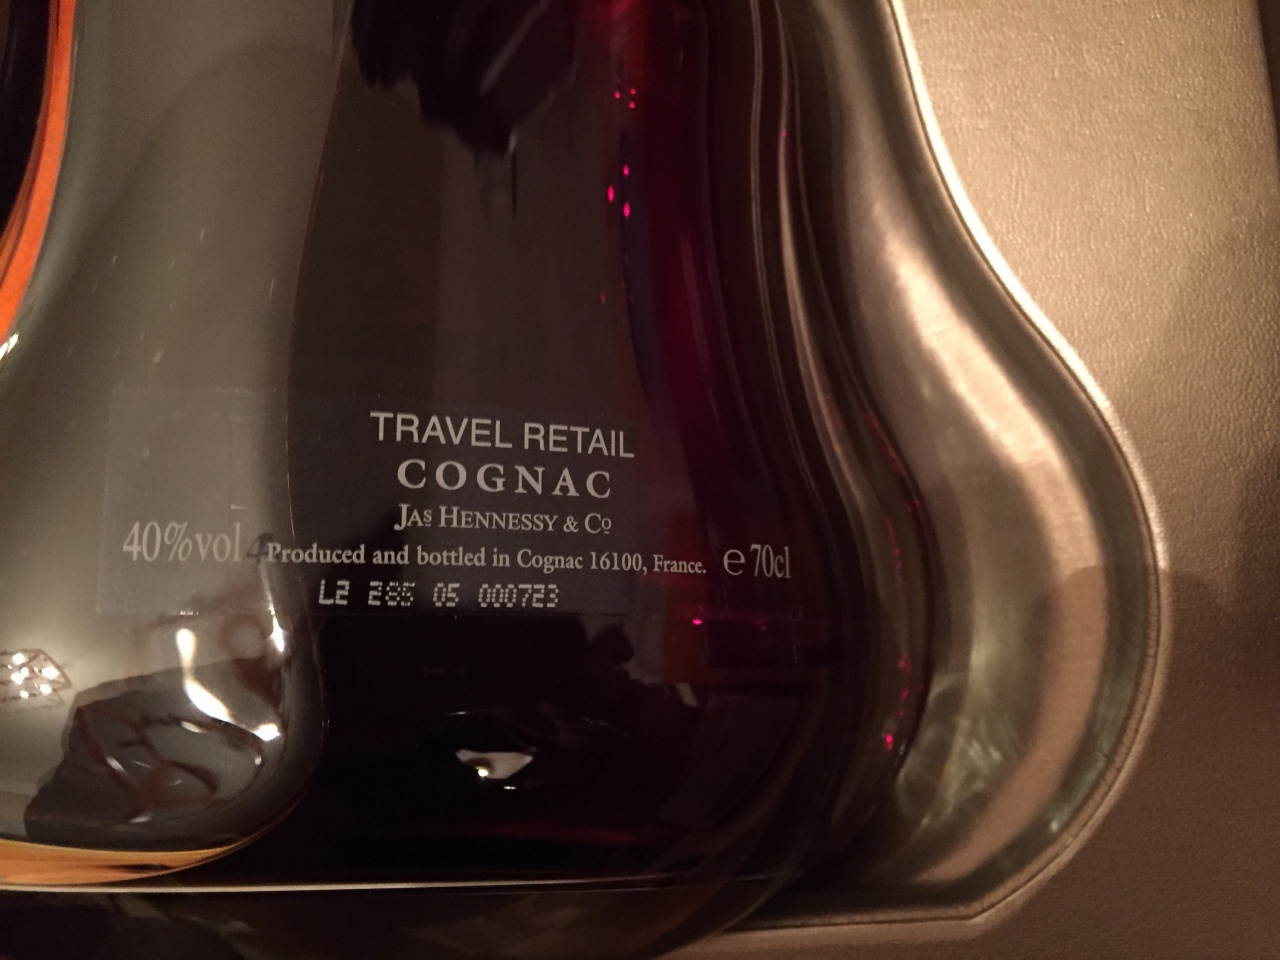 TRAVEL RETAIL
COGNAC
JAS HENNESSY & Co
40%vol Produced and bottled in Cognac 16100, France. e 70cl
L2 285 05 000723